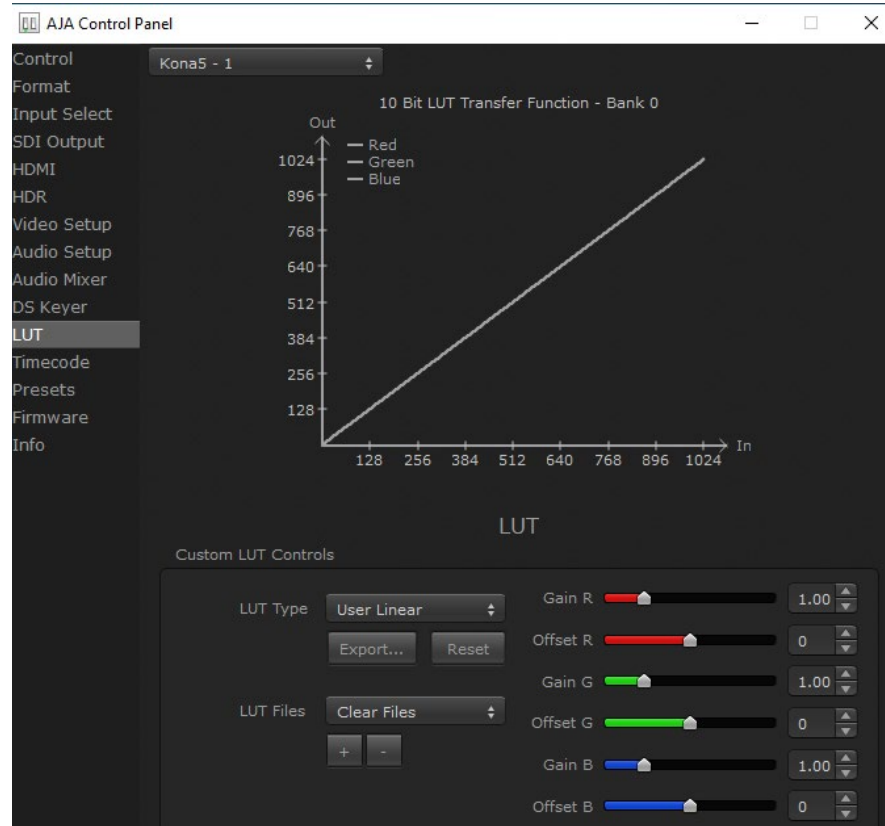 AJA Control Panel
Control
Format
Input Select
SDI Output
HDMI
HDR
Video Setup
Audio Setup
Audio Mixer
DS Keyer
LUT
Timecode
Presets
Firmware
Info
Kona5 - 1
10 Bit LUT Transfer Function - Bank 0
Out
Red
Green
Blue
1024
896
768
640
512
384
256
128
128 256 384 512 640 768 896 1024
In
LUT
Custom LUT Controls
LUT Type User Linear
Export... Reset
LUT Files Clear Files
+ -
Gain R 1.00
Offset R 0
Gain G 1.00
Offset G 0
Gain B 1.00
Offset B 0